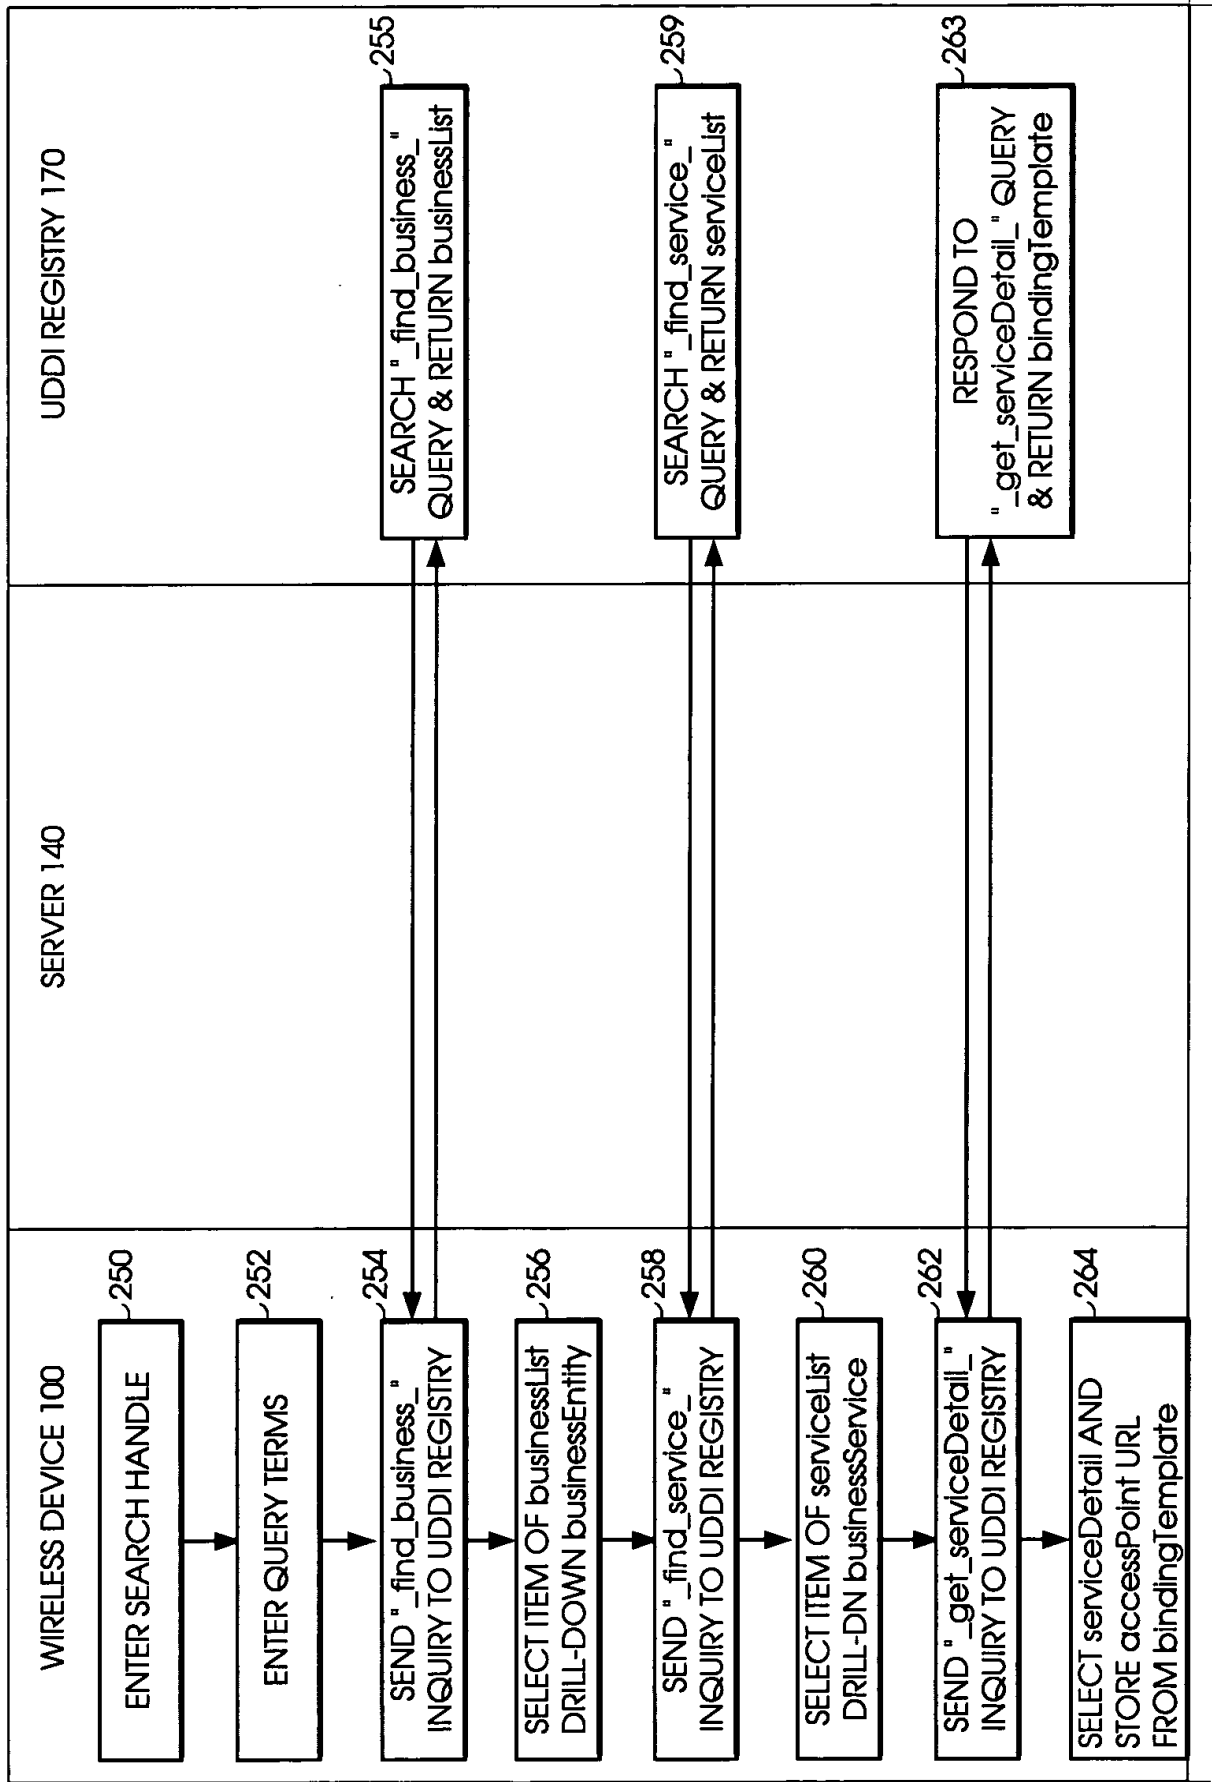 WIRELESS DEVICE 100
SERVER 140
UDDI REGISTRY 170
250
ENTER SEARCH HANDLE
252
ENTER QUERY TERMS
254
SEND "_find_business_"
INQUIRY TO UDDI REGISTRY
255
SEARCH "_find_business_"
QUERY & RETURN businessList
256
SELECT ITEM OF businessList
DRILL-DOWN businessEntity
258
SEND "_find_service_"
INQUIRY TO UDDI REGISTRY
259
SEARCH "_find_service_"
QUERY & RETURN serviceList
260
SELECT ITEM OF serviceList
DRILL-DN businessService
262
SEND "_get_serviceDetail_"
INQUIRY TO UDDI REGISTRY
263
RESPOND TO
"_get_serviceDetail_" QUERY
& RETURN bindingTemplate
264
SELECT serviceDetail AND
STORE accessPoint URL
FROM bindingTemplate